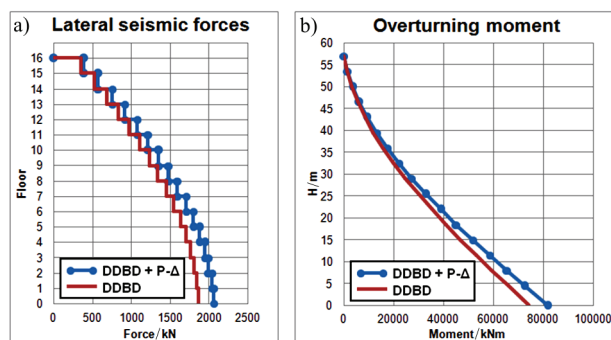 a) Lateral seismic forces
16
15
14
13
12
11
10
9
8
7
6
5
4
3
2
1
0
Floor
DDBD + P-Δ
DDBD
0 500 1000 1500 2000 2500
Force/kN
b) Overturning moment
60
55
50
45
40
35
30
25
20
15
10
5
0
H/m
DDBD + P-Δ
DDBD
0 20000 40000 60000 80000 100000
Moment/kNm